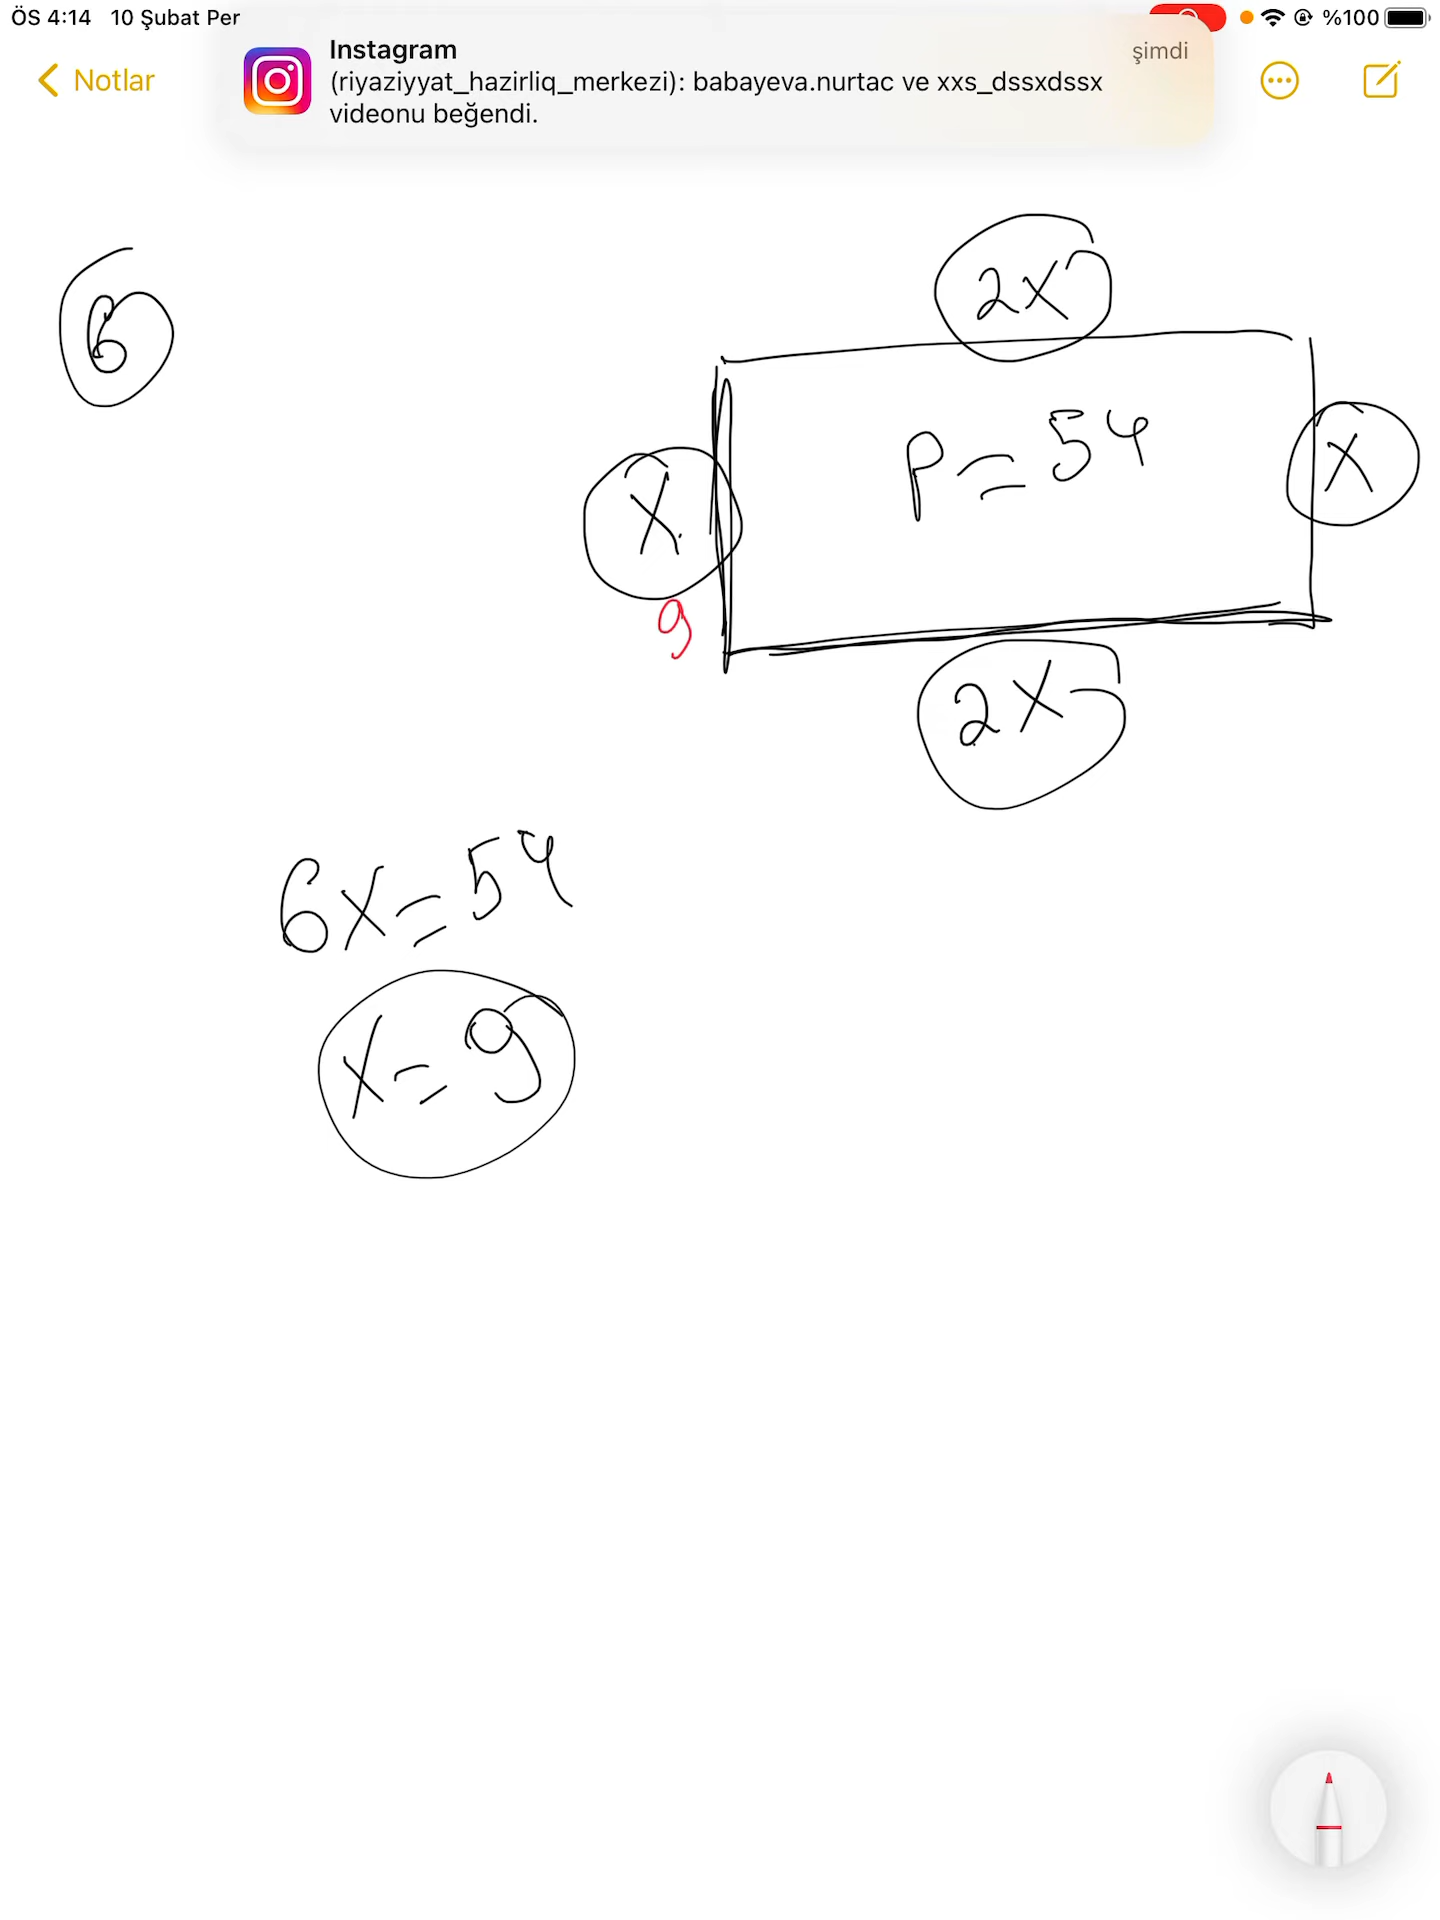 ÖS 4:14 10 Şubat Per
%100
Notlar
Instagram
şimdi
(riyaziyyat_hazirliq_merkezi): babayeva.nurtac ve xxs_dssxdssx
videonu beğendi.
6
2x
x
P=54
x
9
2x
6x=54
x=9